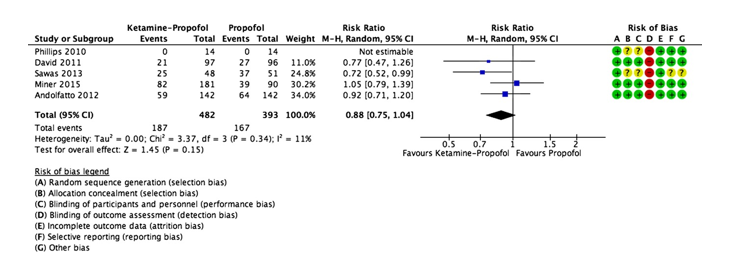 Ketamine-Propofol Propofol Risk Ratio Risk Ratio Risk of Bias
Study or Subgroup Events Total Events Total Weight M-H, Random, 95% CI M-H, Random, 95% CI A B C D E F G
Phillips 2010 0 14 0 14 Not estimable + ? ? − + + +
David 2011 21 97 27 96 11.0% 0.77 [0.47, 1.26] + + + − + + +
Sawas 2013 25 48 37 51 24.8% 0.72 [0.52, 0.99] ? ? + − + ? ?
Miner 2015 82 181 39 90 30.2% 1.05 [0.79, 1.39] + + + − + + +
Andolfatto 2012 59 142 64 142 34.0% 0.92 [0.71, 1.20] + + + − + + +
Total (95% CI) 482 393 100.0% 0.88 [0.75, 1.04]
Total events 187 167
Heterogeneity: Tau² = 0.00; Chi² = 3.37, df = 3 (P = 0.34); I² = 11%
Test for overall effect: Z = 1.45 (P = 0.15)
0.5 0.7 1 1.5 2
Favours Ketamine-Propofol Favours Propofol
Risk of bias legend
(A) Random sequence generation (selection bias)
(B) Allocation concealment (selection bias)
(C) Blinding of participants and personnel (performance bias)
(D) Blinding of outcome assessment (detection bias)
(E) Incomplete outcome data (attrition bias)
(F) Selective reporting (reporting bias)
(G) Other bias